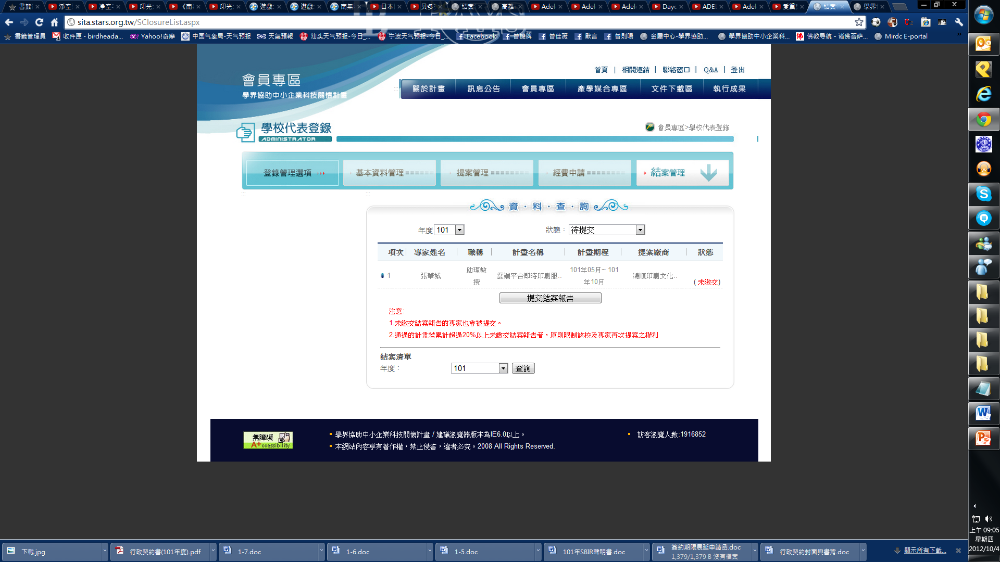 書籤
淨空
净空
印光
《南
印光
遊戲
遊戲
南無
日本
贝多
結案
高雄
Adel
Adel
Adel
Dayc
ADE
Adel
愛黛
結案
學界
sita.stars.org.tw/SClosureList.aspx
書籤管理員
收件匣 - birdheada...
Yahoo!奇摩
中国气象局-天气预报
天氣預報
汕头天气预报-今日_...
宁波天气预报-今日_...
Facebook
曾機牌
曾佳薇
默言
曾則鳴
金屬中心-學界協助...
學界協助中小企業科...
佛教导航 - 诸佛菩萨...
Mirdc E-portal
首頁 | 相關連結 | 聯絡窗口 | Q&A | 登出
會員專區
學界協助中小企業科技關懷計畫
關於計畫
訊息公告
會員專區
產學媒合專區
文件下載區
執行成果
學校代表登錄
ADMINISTRATOR
會員專區>學校代表登錄
登錄管理選項
基本資料管理
提案管理
經費申請
結案管理
資・料・查・詢
年度 101
狀態： 待提交
項次 專家姓名 職稱 計畫名稱 計畫期程 提案廠商 狀態
1 張華城 助理教授 雲端平台即時印刷服.. 101年05月~ 101年10月 鴻順印刷文化.. ( 未繳交)
提交結案報告
注意:
1.未繳交結案報告的專家也會被提交。
2.通過的計畫若累計超過20%以上未繳交結案報告者，原則限制該校及專家再次提案之權利
結案清單
年度： 101 查詢
無障礙
A+ccessibility
學界協助中小企業科技關懷計畫 / 建議瀏覽器版本為IE6.0以上。
訪客瀏覽人數:1916852
本網站內容享有著作權，禁止侵害，違者必究。2008 All Rights Reserved.
上午 09:05
星期四
2012/10/4
下載.jpg
行政契約書(101年度).pdf
1-7.doc
1-6.doc
1-5.doc
101年SBIR聲明書.doc
簽約期限展延申請函.doc
1,379/1,379 B 沒有檔案
行政契約封面與書背.doc
顯示所有下載...